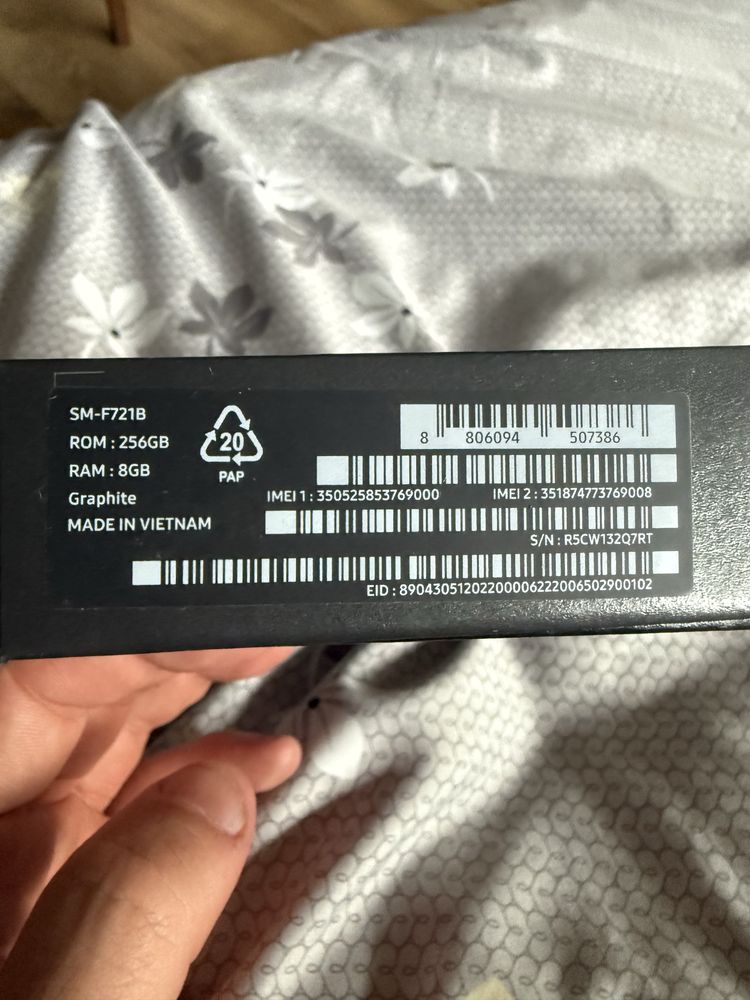 SM-F721B
ROM : 256GB
RAM : 8GB
Graphite
MADE IN VIETNAM
20
PAP
8 806094 507386
IMEI 1 : 350525853769000 IMEI 2 : 351874773769008
S/N : R5CW132Q7RT
EID : 89043051202200006222006502900102